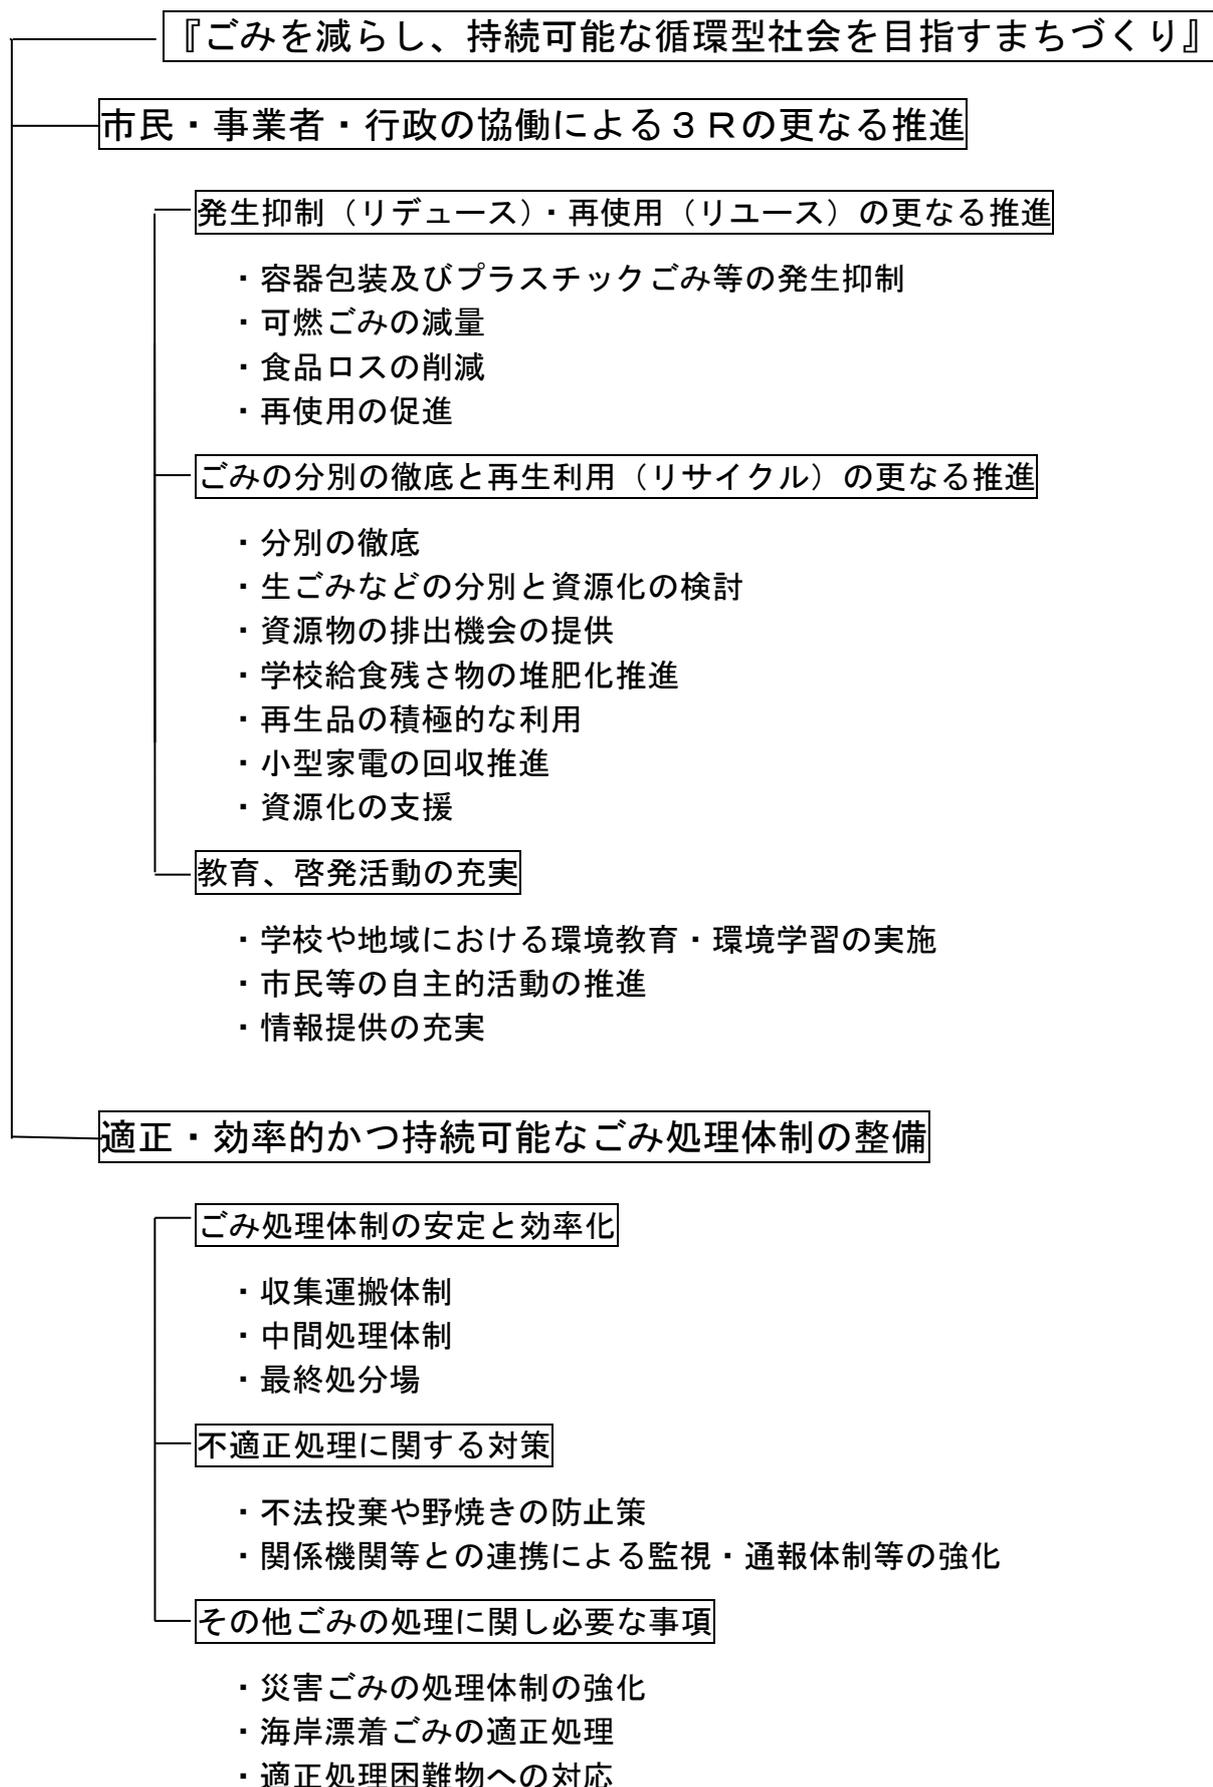 『ごみを減らし、持続可能な循環型社会を目指すまちづくり』
市民・事業者・行政の協働による３Ｒの更なる推進
発生抑制（リデュース）・再使用（リユース）の更なる推進
・容器包装及びプラスチックごみ等の発生抑制
・可燃ごみの減量
・食品ロスの削減
・再使用の促進
ごみの分別の徹底と再生利用（リサイクル）の更なる推進
・分別の徹底
・生ごみなどの分別と資源化の検討
・資源物の排出機会の提供
・学校給食残さ物の堆肥化推進
・再生品の積極的な利用
・小型家電の回収推進
・資源化の支援
教育、啓発活動の充実
・学校や地域における環境教育・環境学習の実施
・市民等の自主的活動の推進
・情報提供の充実
適正・効率的かつ持続可能なごみ処理体制の整備
ごみ処理体制の安定と効率化
・収集運搬体制
・中間処理体制
・最終処分場
不適正処理に関する対策
・不法投棄や野焼きの防止策
・関係機関等との連携による監視・通報体制等の強化
その他ごみの処理に関し必要な事項
・災害ごみの処理体制の強化
・海岸漂着ごみの適正処理
・適正処理困難物への対応